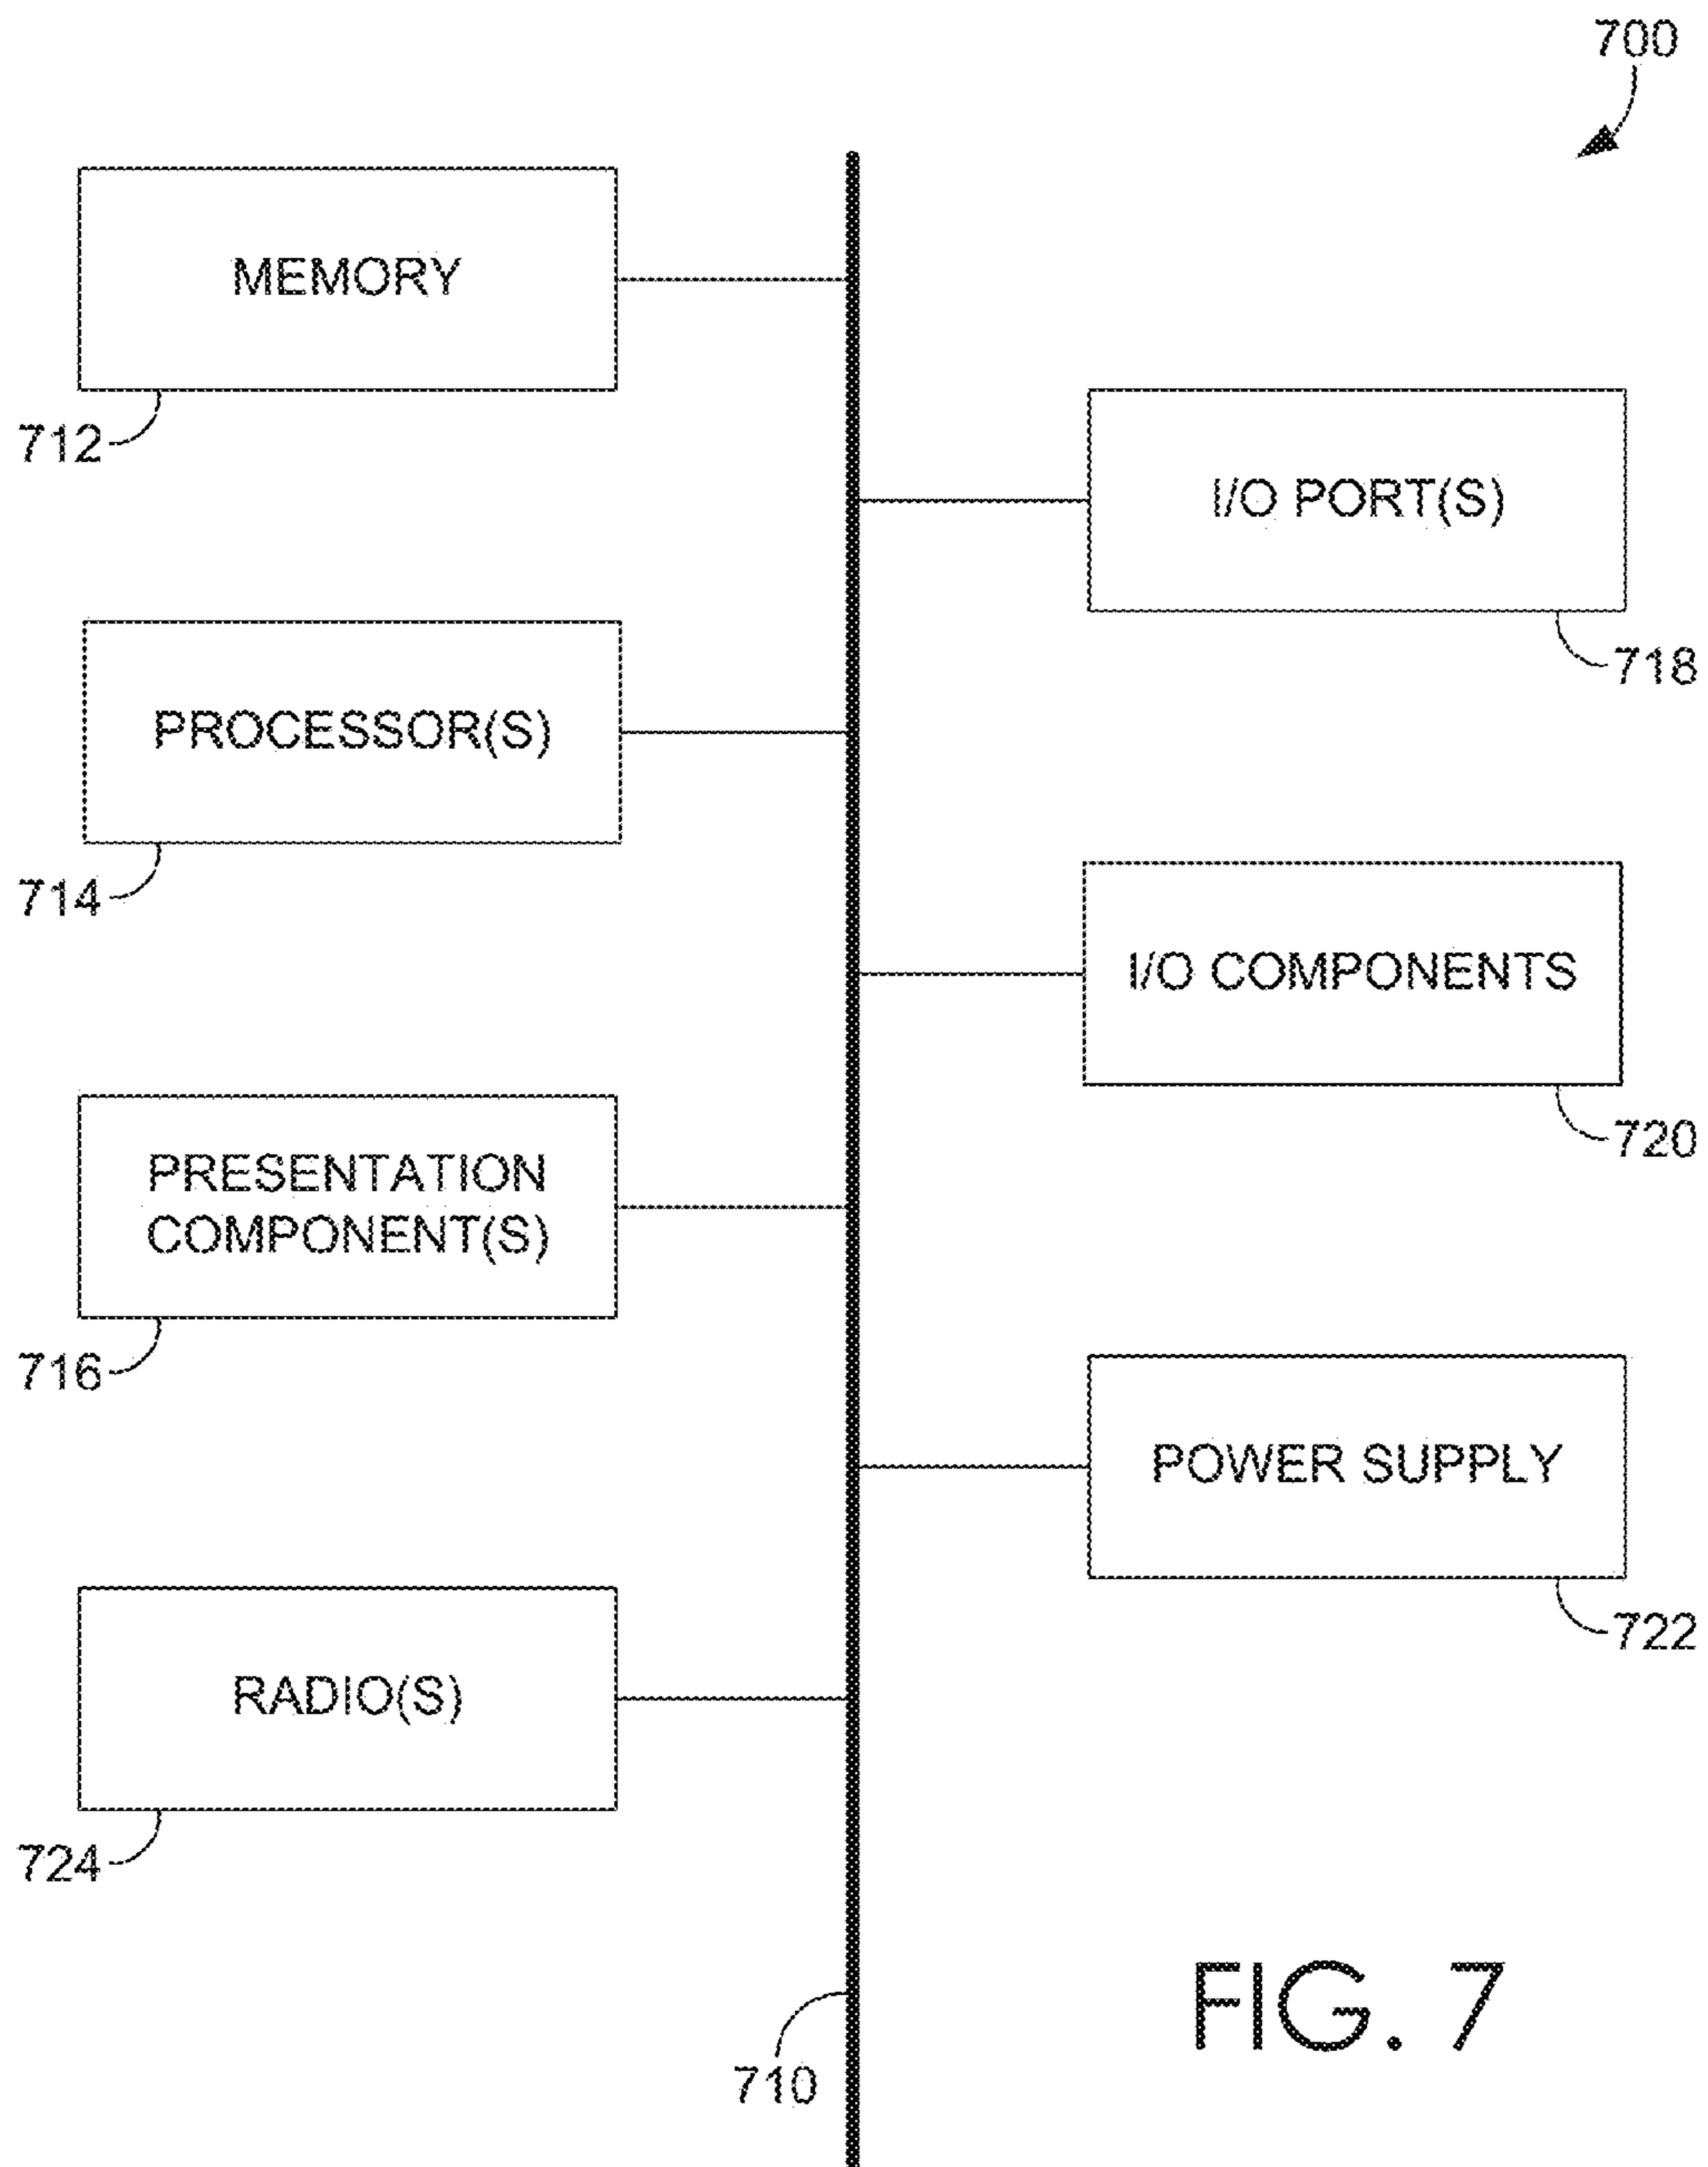 700
MEMORY
712
I/O PORT(S)
718
PROCESSOR(S)
714
I/O COMPONENTS
720
PRESENTATION
COMPONENT(S)
716
POWER SUPPLY
722
RADIO(S)
724
710
FIG. 7